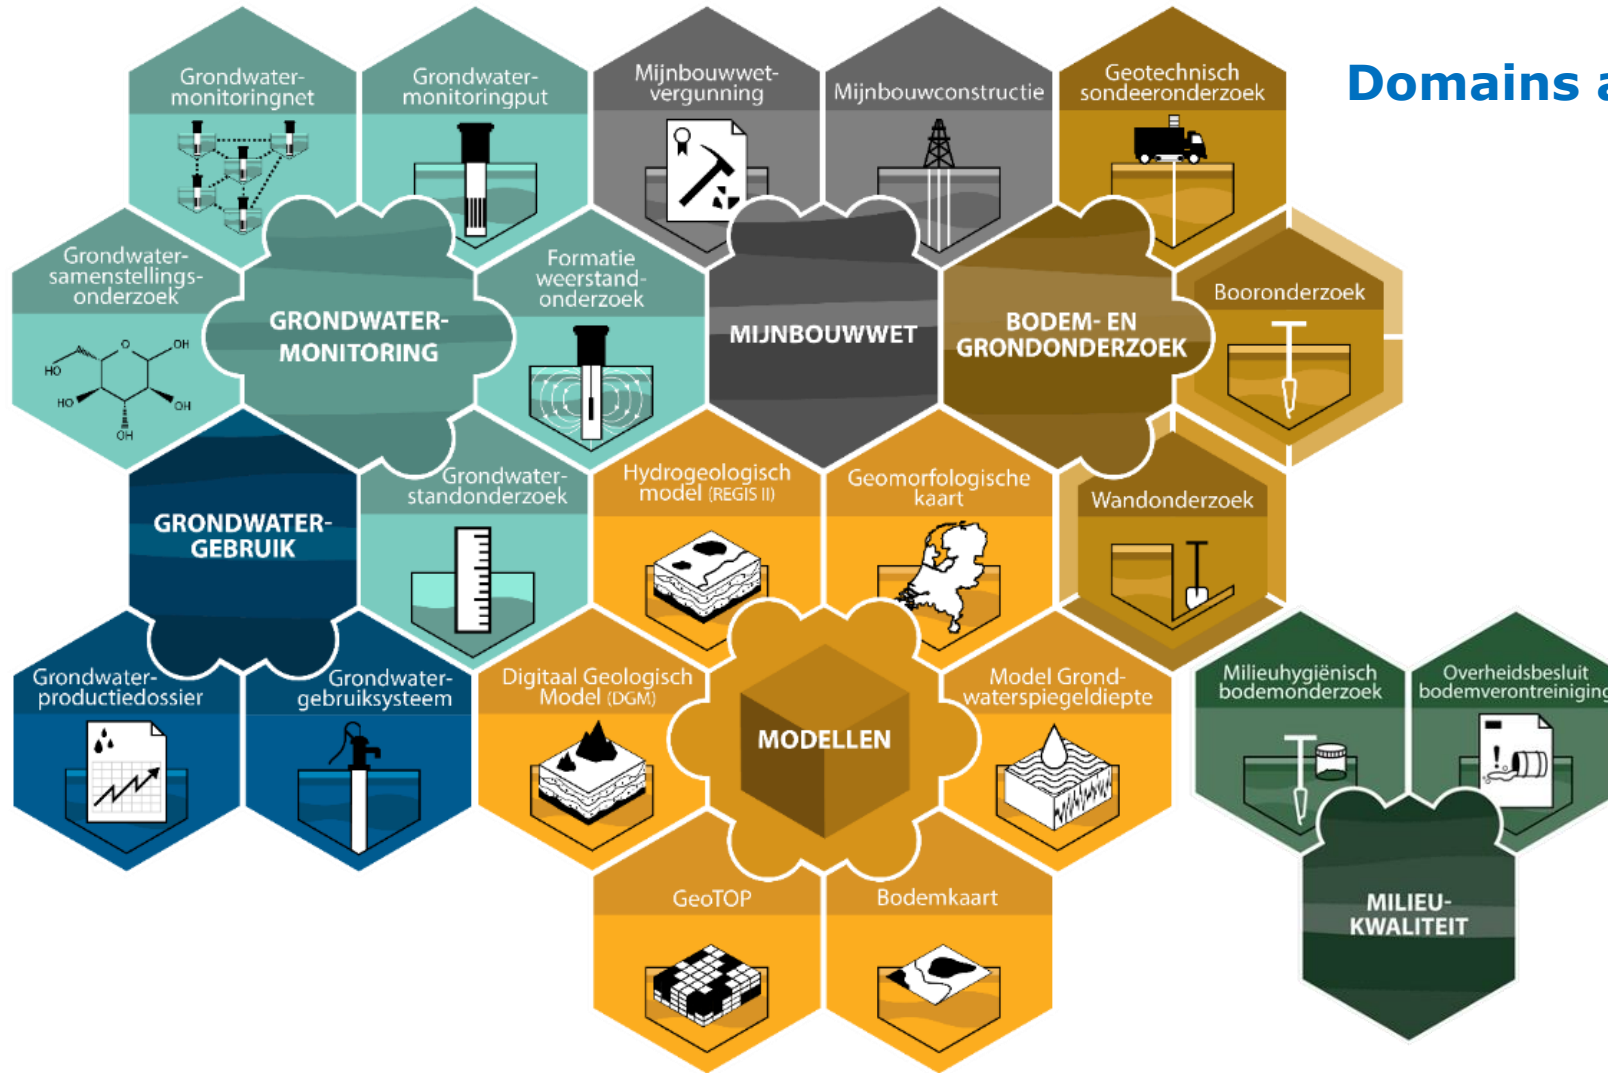 Domains a
Grondwater-
monitoringnet
Grondwater-
monitoringput
Mijnbouwwet-
vergunning
Mijnbouwconstructie
Geotechnisch
sondeeronderzoek
Grondwater-
samenstellings-
onderzoek
O
OH
HO
HO
OH
OH
GRONDWATER-
MONITORING
Formatie
weerstand-
onderzoek
MIJNBOUWWET
BODEM- EN
GRONDONDERZOEK
Booronderzoek
GRONDWATER-
GEBRUIK
Grondwater-
standonderzoek
Hydrogeologisch
model (REGIS II)
Geomorfologische
kaart
Wandonderzoek
Grondwater-
productiedossier
Grondwater-
gebruiksysteem
Digitaal Geologisch
Model (DGM)
MODELLEN
Model Grond-
waterspiegeldiepte
Milieuhygiënisch
bodemonderzoek
Overheidsbesluit
bodemverontreiniging
GeoTOP
Bodemkaart
MILIEU-
KWALITEIT